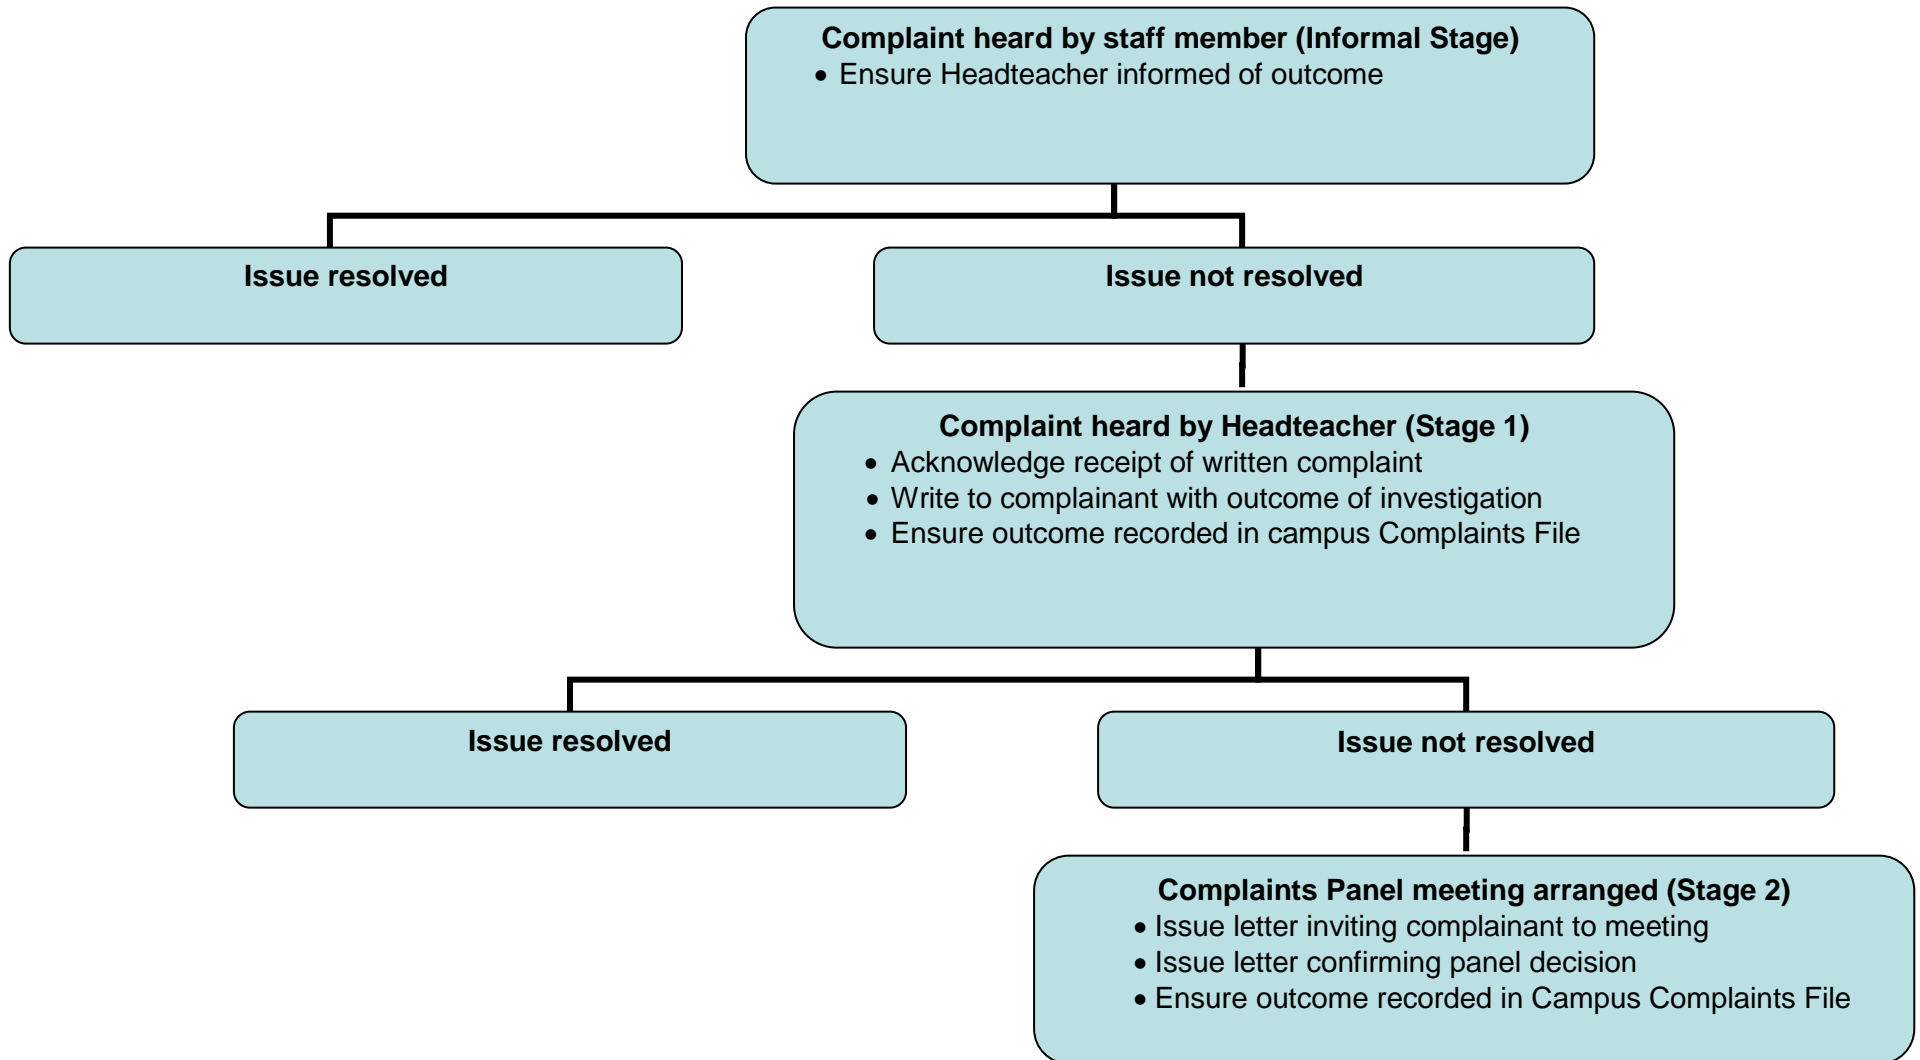 Complaint heard by staff member (Informal Stage)
• Ensure Headteacher informed of outcome
Issue resolved
Issue not resolved
Complaint heard by Headteacher (Stage 1)
• Acknowledge receipt of written complaint
• Write to complainant with outcome of investigation
• Ensure outcome recorded in campus Complaints File
Issue resolved
Issue not resolved
Complaints Panel meeting arranged (Stage 2)
• Issue letter inviting complainant to meeting
• Issue letter confirming panel decision
• Ensure outcome recorded in Campus Complaints File